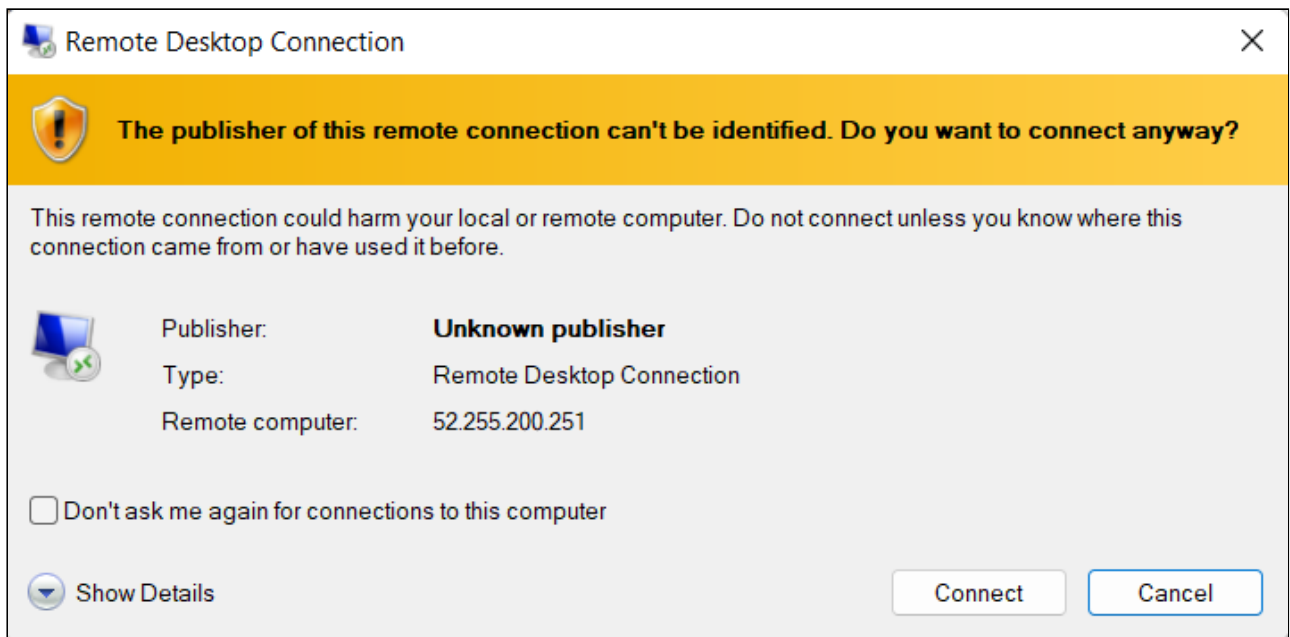 Remote Desktop Connection
The publisher of this remote connection can't be identified. Do you want to connect anyway?
This remote connection could harm your local or remote computer. Do not connect unless you know where this
connection came from or have used it before.
Publisher: Unknown publisher
Type: Remote Desktop Connection
Remote computer: 52.255.200.251
Don't ask me again for connections to this computer
Show Details Connect Cancel